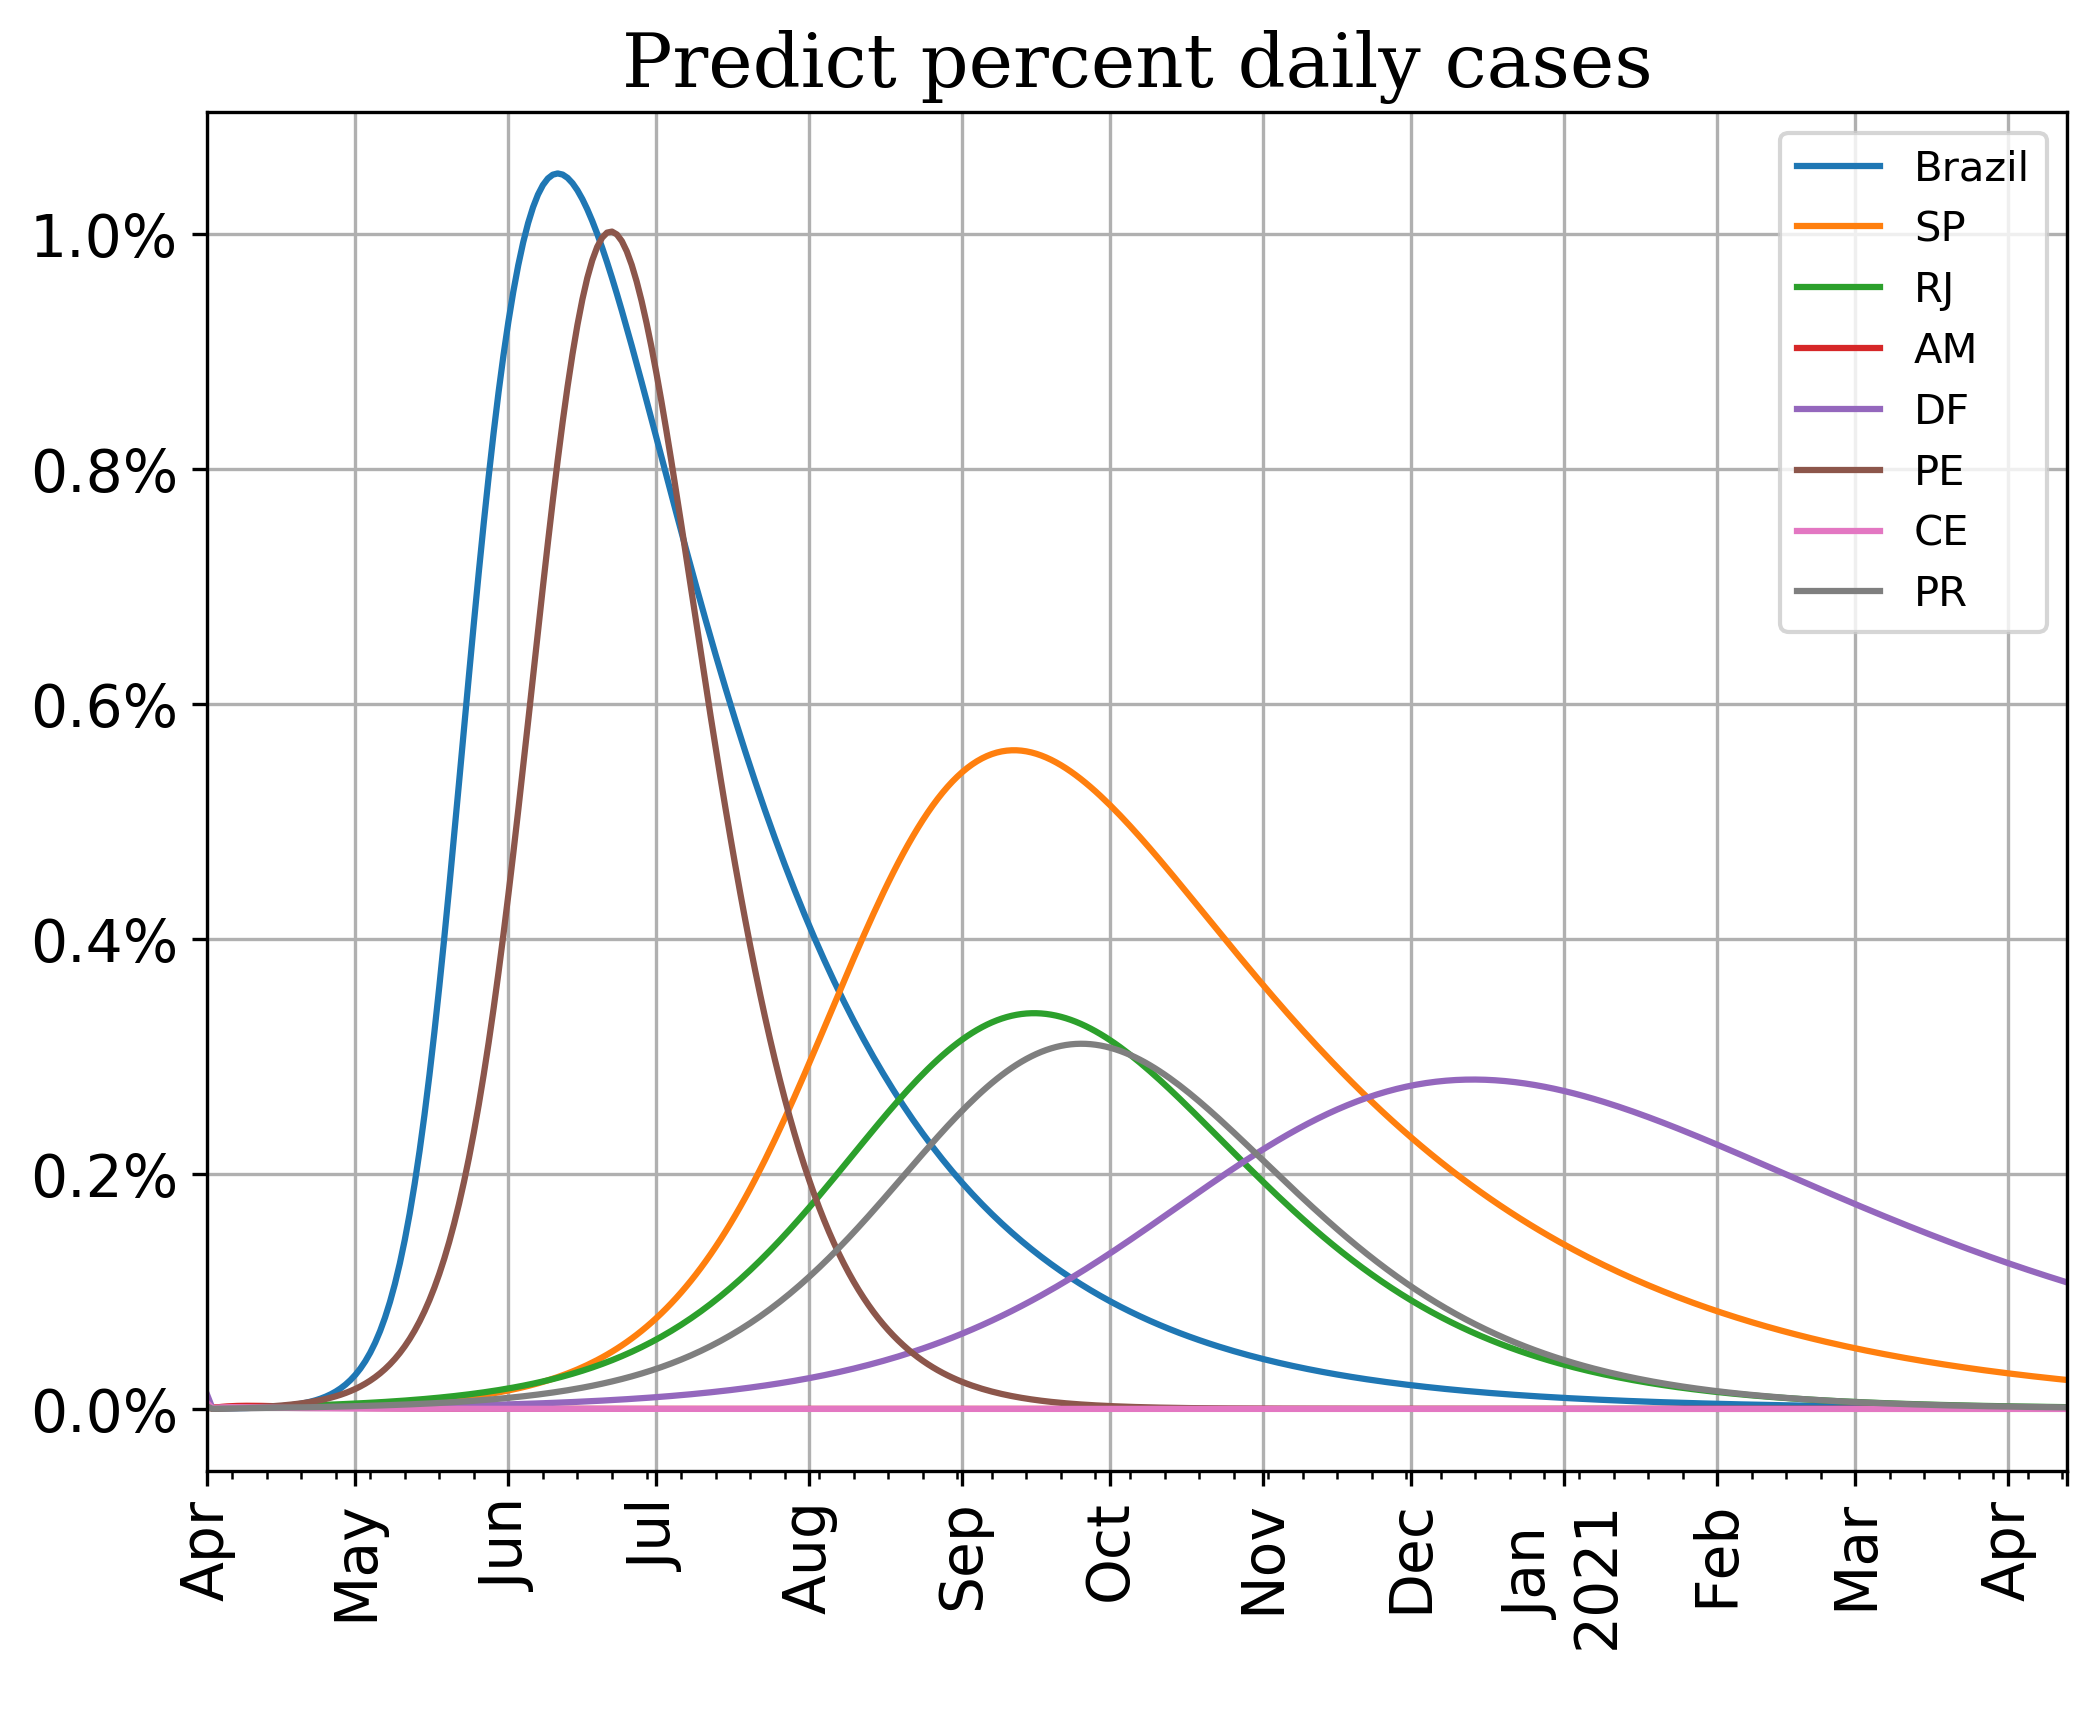 Predict percent daily cases
1.0%
0.8%
0.6%
0.4%
0.2%
0.0%
Brazil
SP
RJ
AM
DF
PE
CE
PR
Apr
May
Jun
Jul
Aug
Sep
Oct
Nov
Dec
Jan
2021
Feb
Mar
Apr